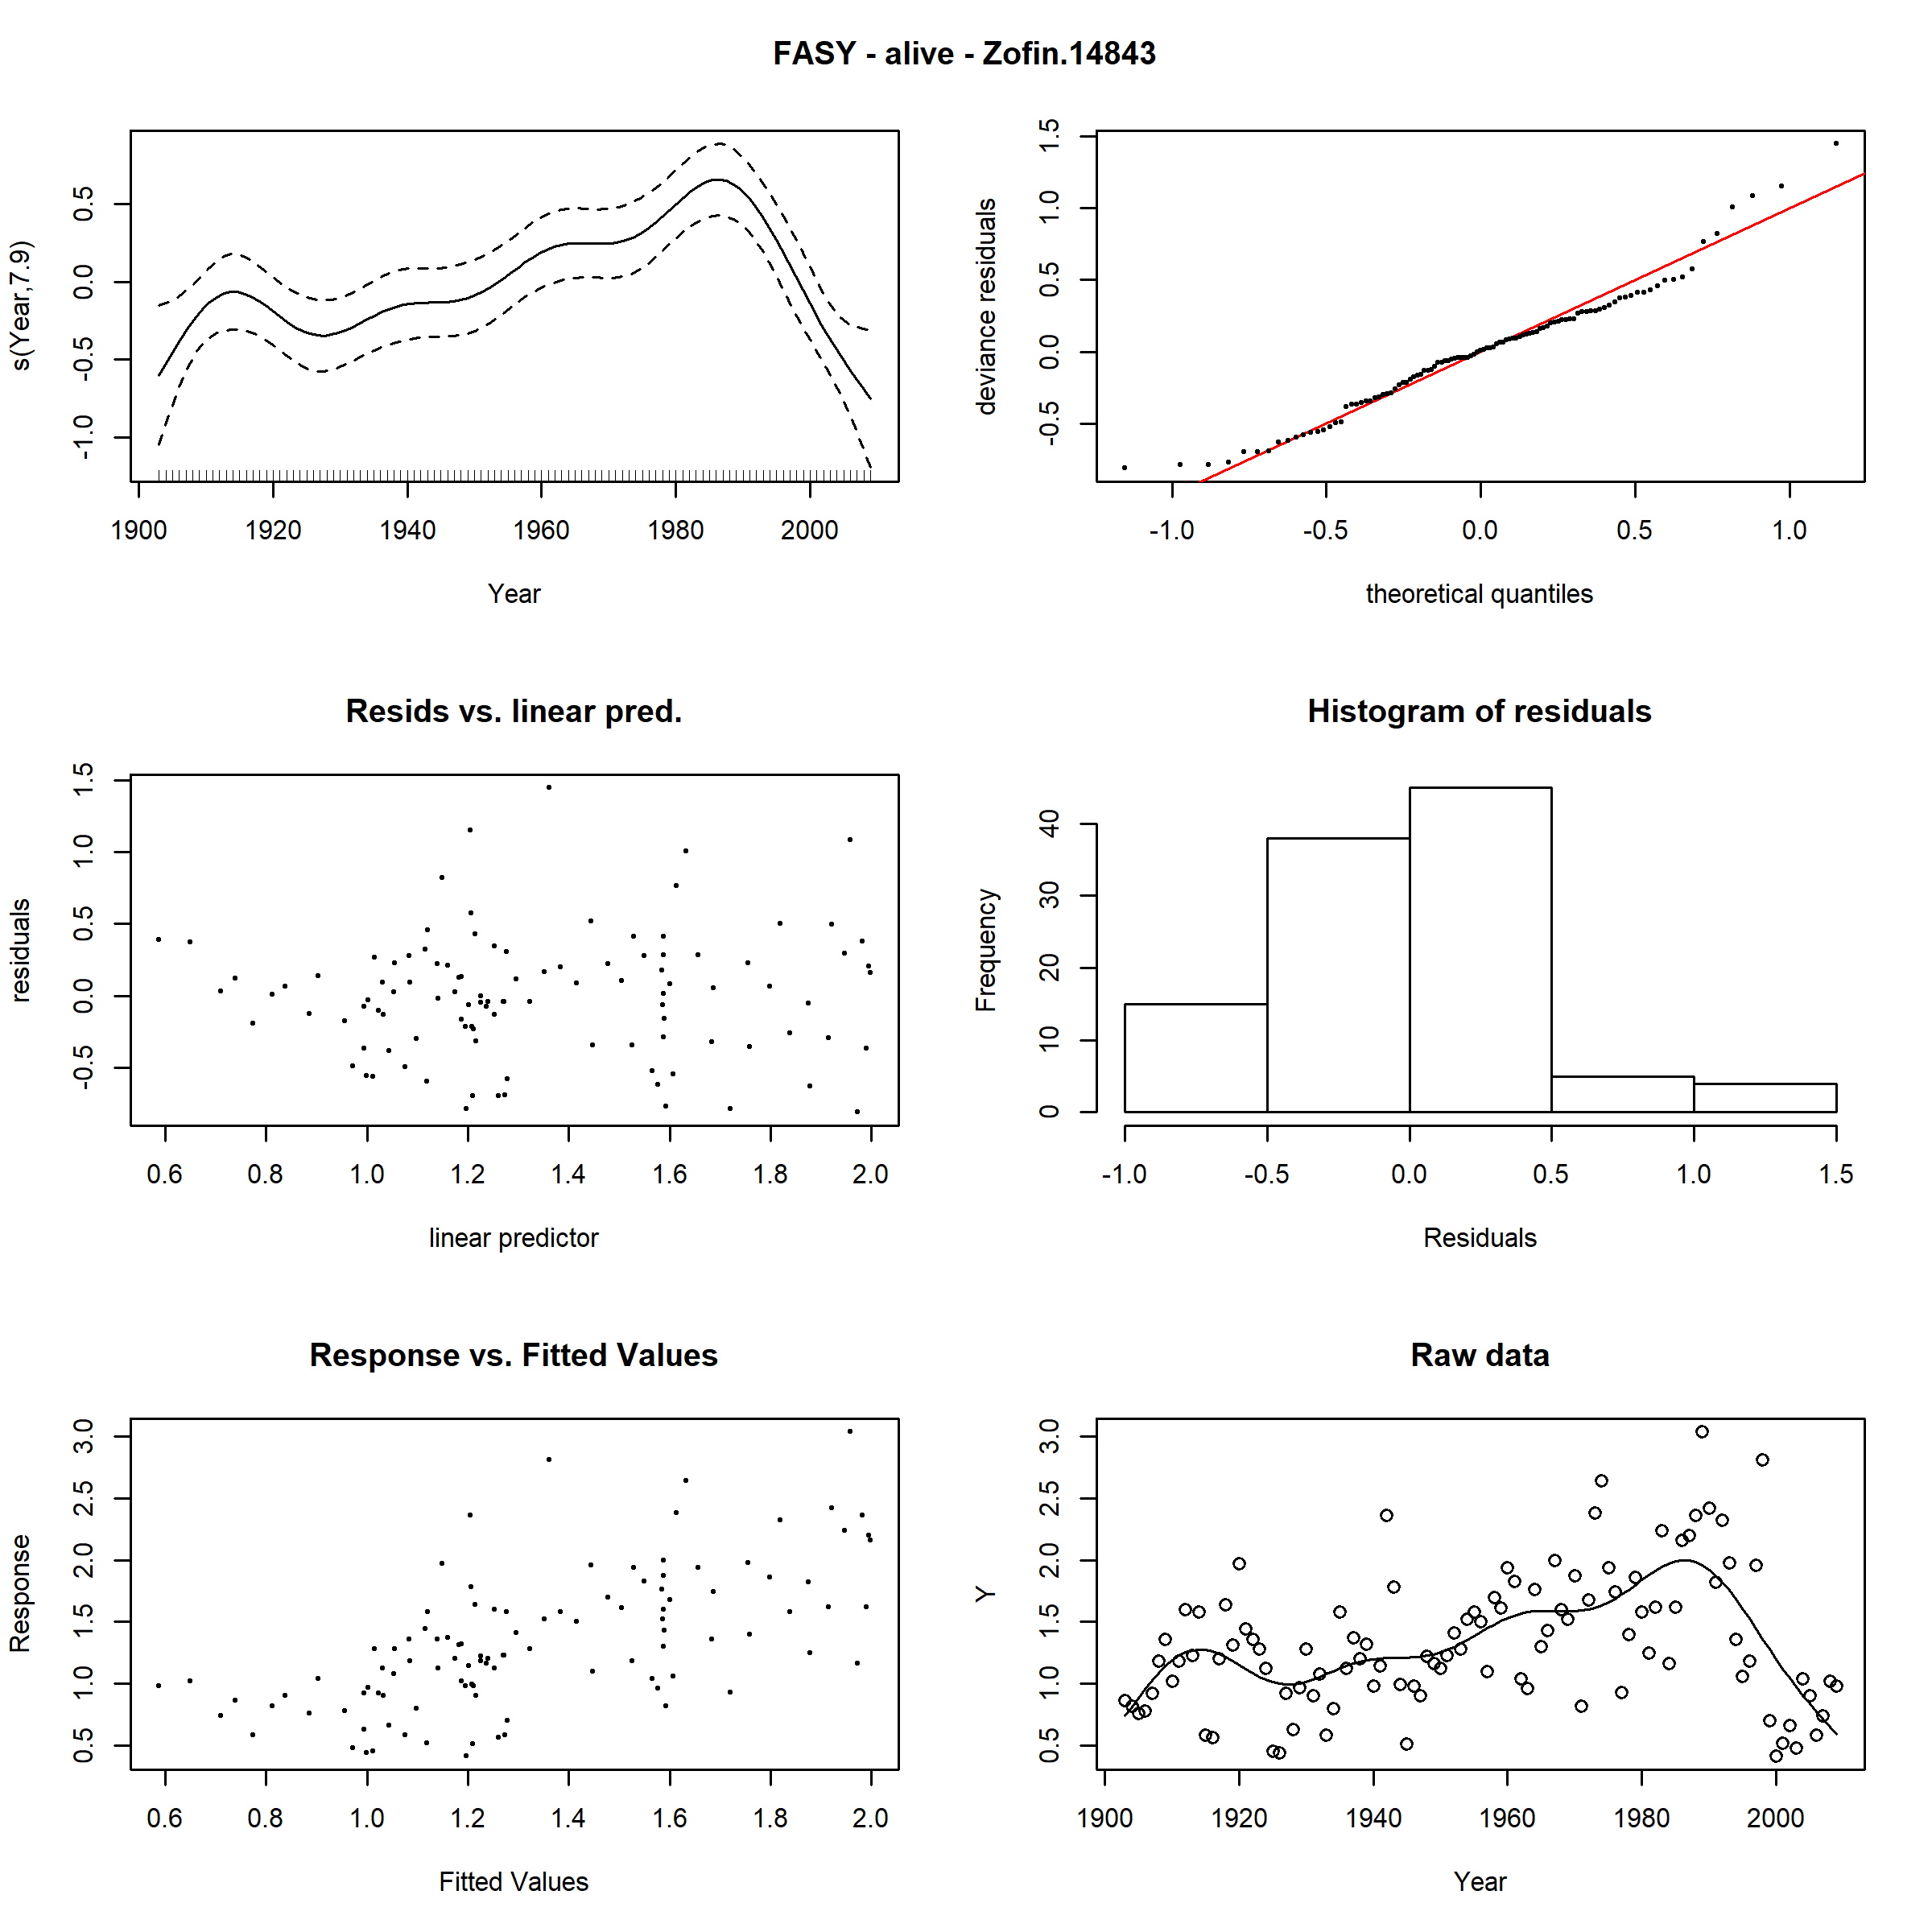 FASY - alive - Zofin.14843
s(Year,7.9)
0.5
0.0
-0.5
-1.0
1900 1920 1940 1960 1980 2000
Year
deviance residuals
1.5
1.0
0.5
0.0
-0.5
-1.0 -0.5 0.0 0.5 1.0
theoretical quantiles
Resids vs. linear pred.
residuals
1.5
1.0
0.5
0.0
-0.5
0.6 0.8 1.0 1.2 1.4 1.6 1.8 2.0
linear predictor
Histogram of residuals
Frequency
40
30
20
10
0
-1.0 -0.5 0.0 0.5 1.0 1.5
Residuals
Response vs. Fitted Values
Response
3.0
2.5
2.0
1.5
1.0
0.5
0.6 0.8 1.0 1.2 1.4 1.6 1.8 2.0
Fitted Values
Raw data
Y
3.0
2.5
2.0
1.5
1.0
0.5
1900 1920 1940 1960 1980 2000
Year